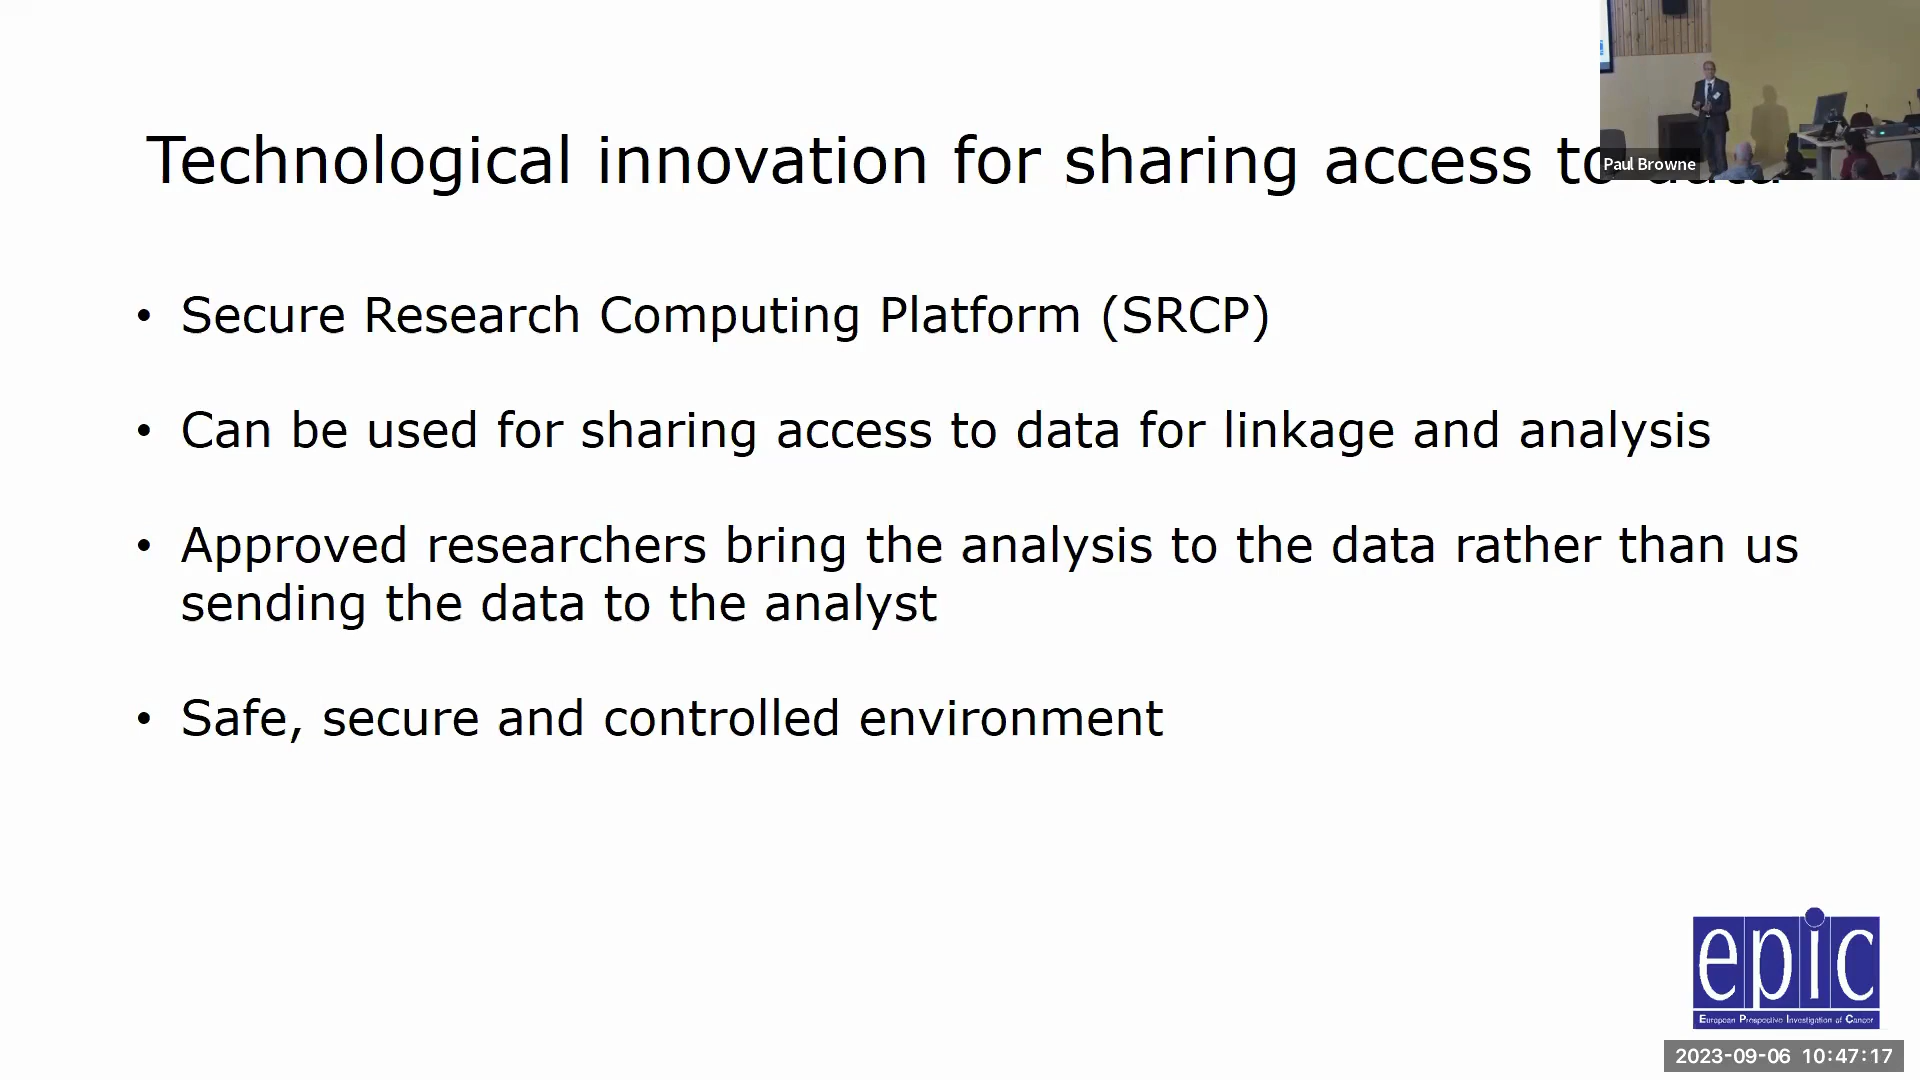 Technological innovation for sharing access to data
Paul Browne
• Secure Research Computing Platform (SRCP)
• Can be used for sharing access to data for linkage and analysis
• Approved researchers bring the analysis to the data rather than us
sending the data to the analyst
• Safe, secure and controlled environment
epic
European Prospective Investigation of Cancer
2023-09-06 10:47:17